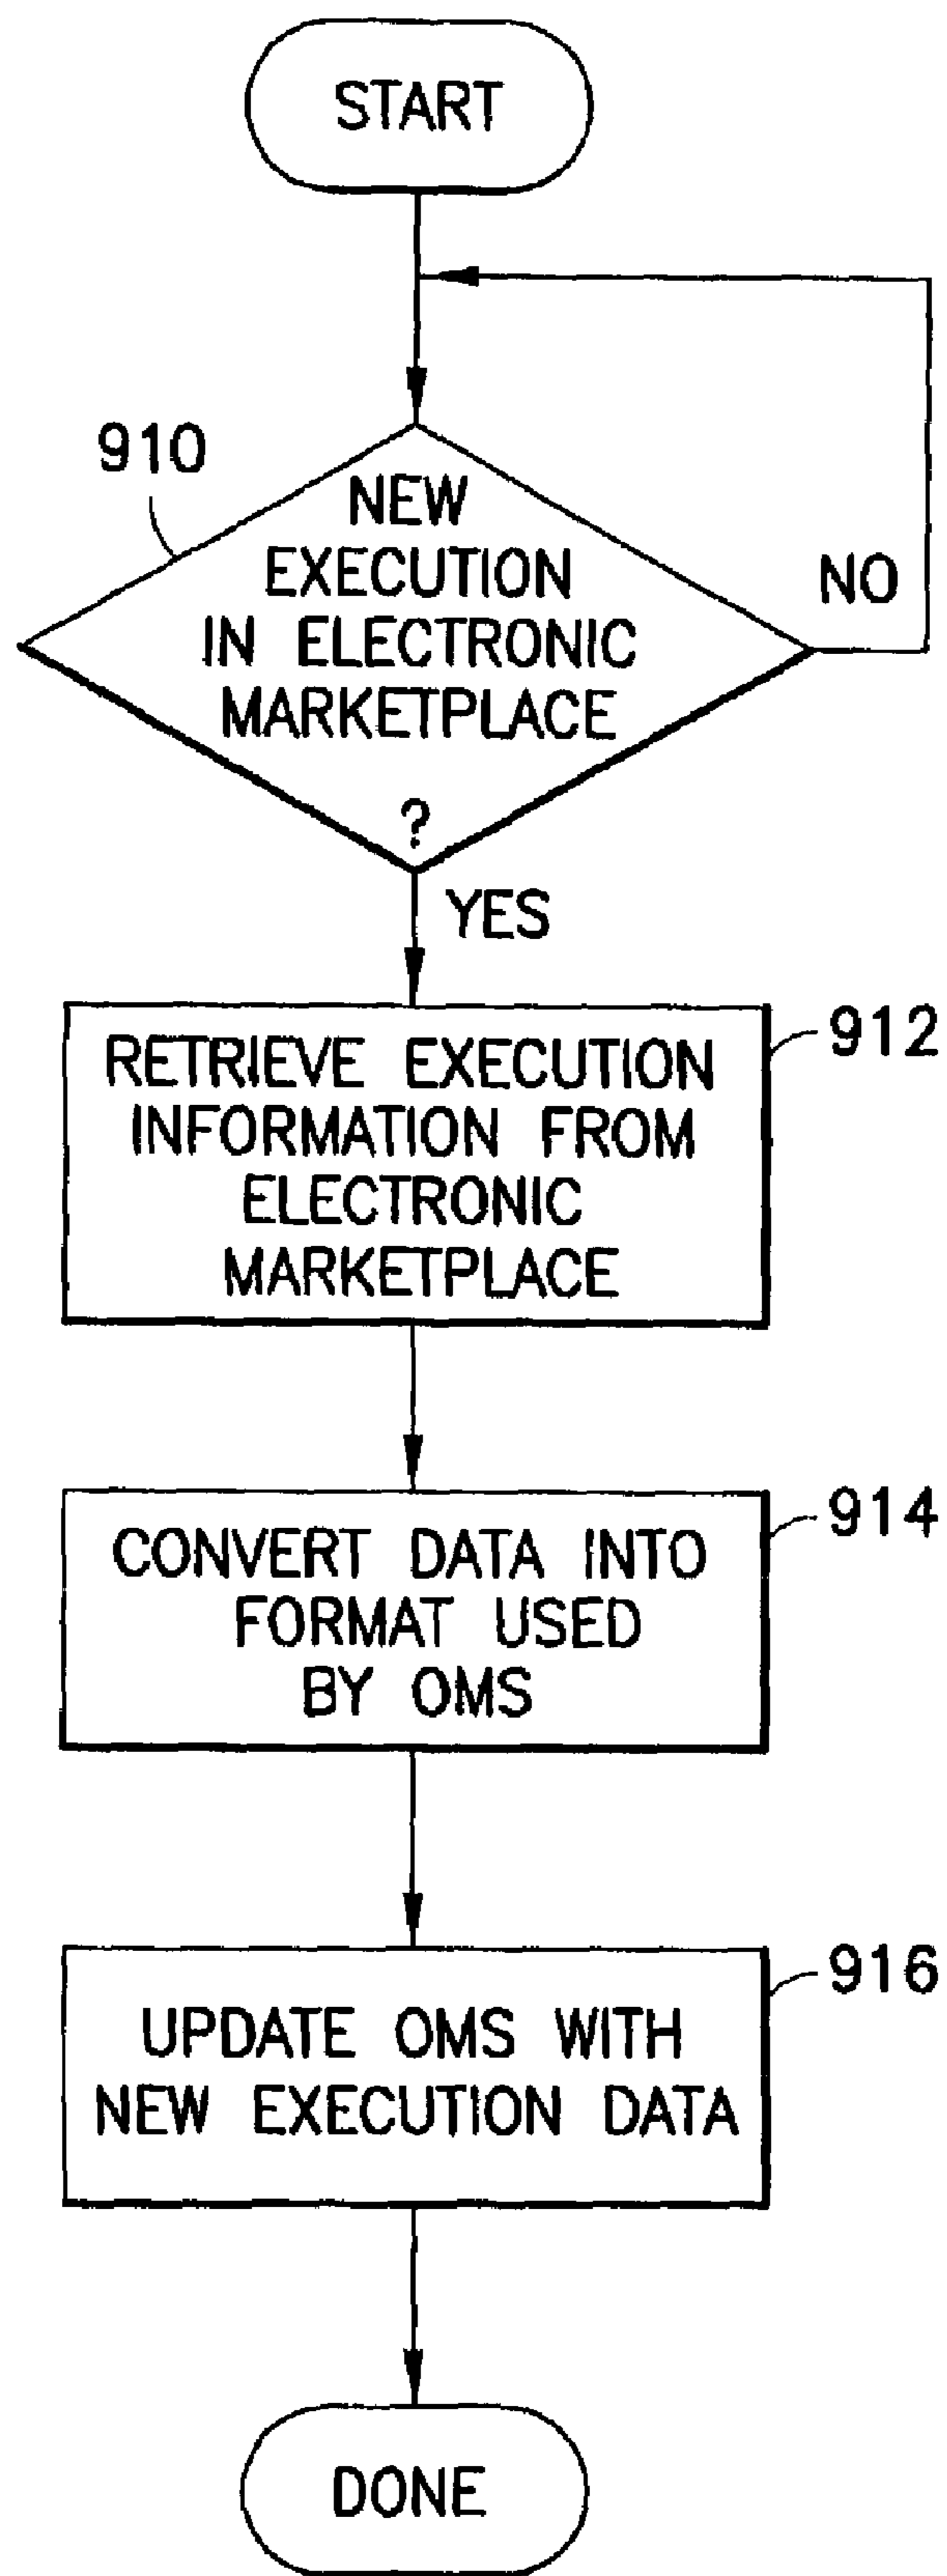 START
910
NEW
EXECUTION
IN ELECTRONIC
MARKETPLACE
?
NO
YES
RETRIEVE EXECUTION
INFORMATION FROM
ELECTRONIC
MARKETPLACE
912
CONVERT DATA INTO
FORMAT USED
BY OMS
914
UPDATE OMS WITH
NEW EXECUTION DATA
916
DONE